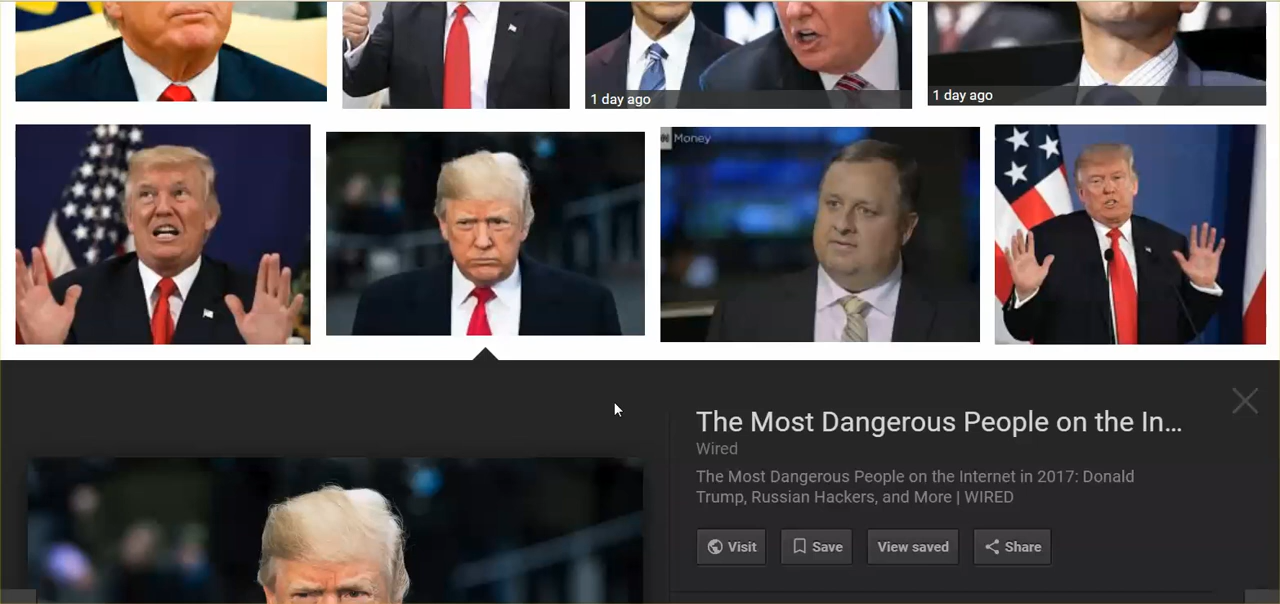 1 day ago
1 day ago
Money
The Most Dangerous People on the In...
Wired
The Most Dangerous People on the Internet in 2017: Donald
Trump, Russian Hackers, and More | WIRED
Visit
Save
View saved
Share